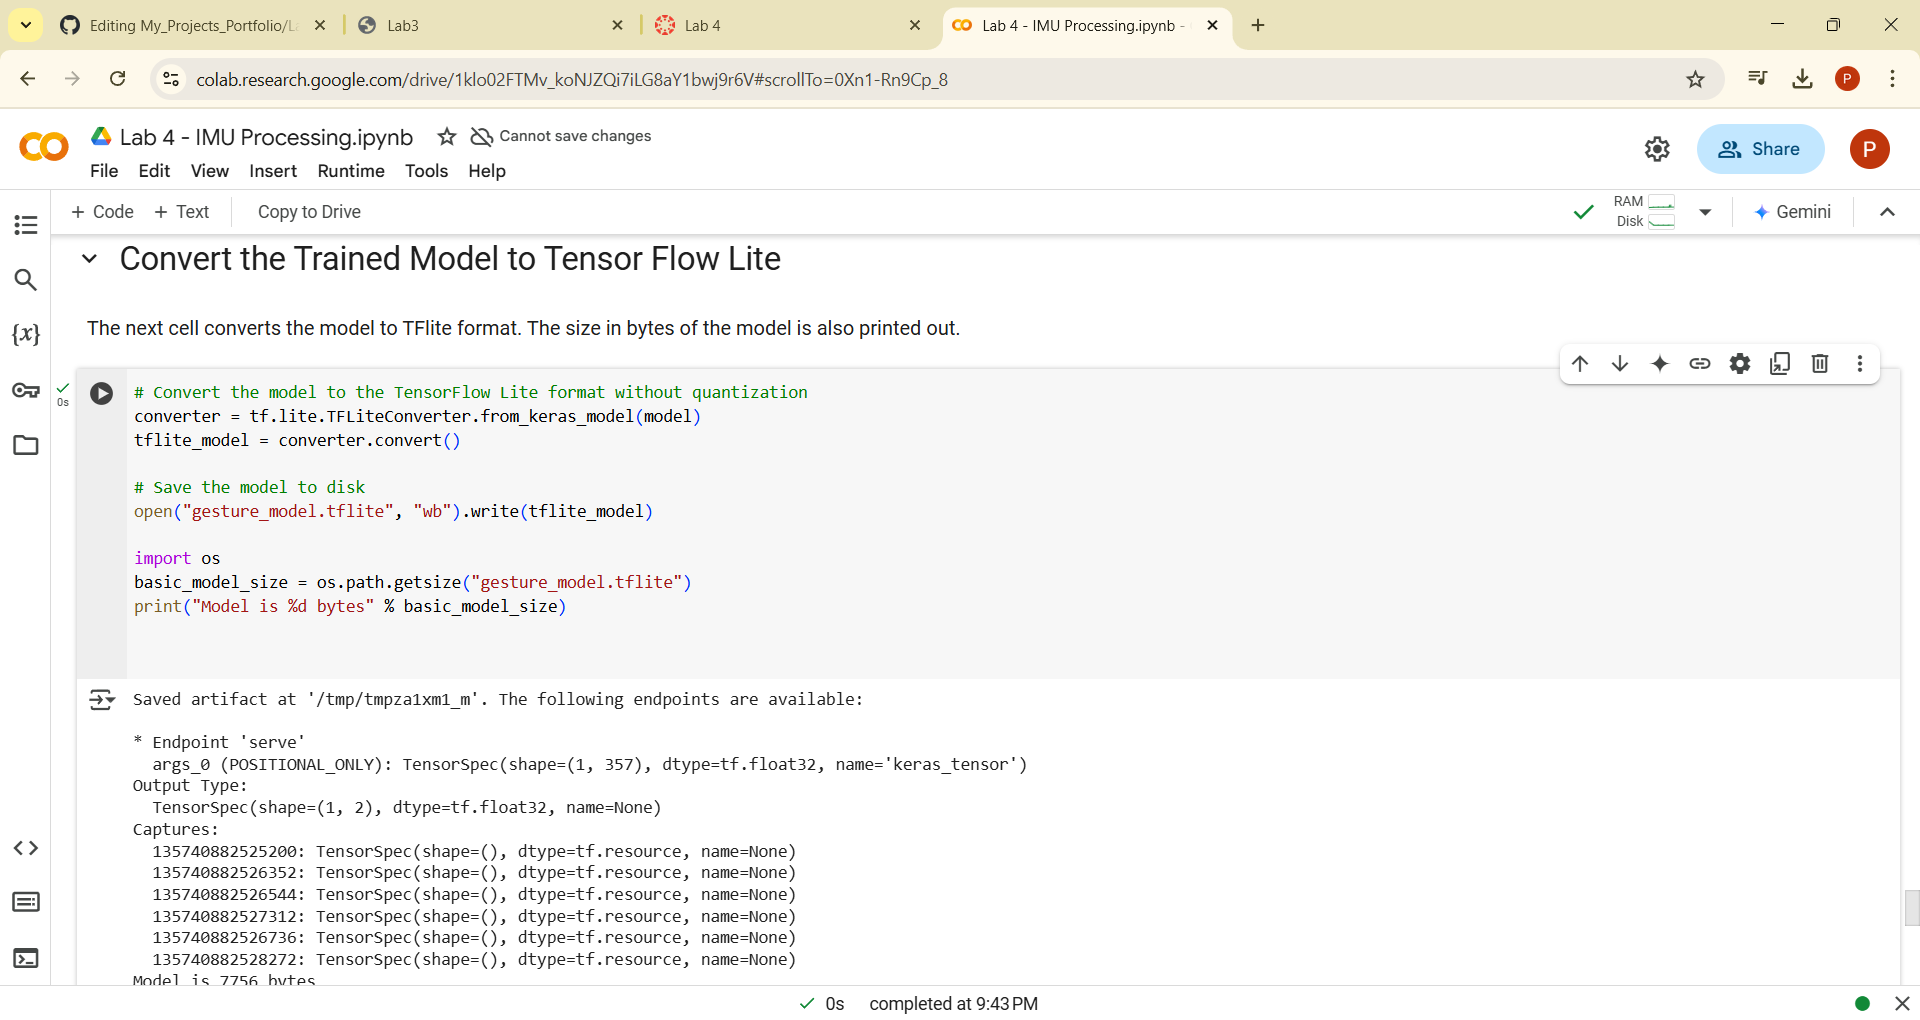 Editing My_Projects_Portfolio/La
Lab3
Lab 4
Lab 4 - IMU Processing.ipynb -
colab.research.google.com/drive/1klo02FTMv_koNJZQi7iLG8aY1bwj9r6V#scrollTo=0Xn1-Rn9Cp_8
P
Lab 4 - IMU Processing.ipynb
Cannot save changes
File Edit View Insert Runtime Tools Help
Share
P
+ Code + Text
Copy to Drive
RAM
Disk
Gemini
Convert the Trained Model to Tensor Flow Lite
The next cell converts the model to TFlite format. The size in bytes of the model is also printed out.
{x}
0s
# Convert the model to the TensorFlow Lite format without quantization
converter = tf.lite.TFLiteConverter.from_keras_model(model)
tflite_model = converter.convert()
# Save the model to disk
open("gesture_model.tflite", "wb").write(tflite_model)
import os
basic_model_size = os.path.getsize("gesture_model.tflite")
print("Model is %d bytes" % basic_model_size)
Saved artifact at '/tmp/tmpza1xm1_m'. The following endpoints are available:
* Endpoint 'serve'
args_0 (POSITIONAL_ONLY): TensorSpec(shape=(1, 357), dtype=tf.float32, name='keras_tensor')
Output Type:
TensorSpec(shape=(1, 2), dtype=tf.float32, name=None)
Captures:
135740882525200: TensorSpec(shape=(), dtype=tf.resource, name=None)
135740882526352: TensorSpec(shape=(), dtype=tf.resource, name=None)
135740882526544: TensorSpec(shape=(), dtype=tf.resource, name=None)
135740882527312: TensorSpec(shape=(), dtype=tf.resource, name=None)
135740882526736: TensorSpec(shape=(), dtype=tf.resource, name=None)
135740882528272: TensorSpec(shape=(), dtype=tf.resource, name=None)
Model is 7756 bytes
0s completed at 9:43 PM